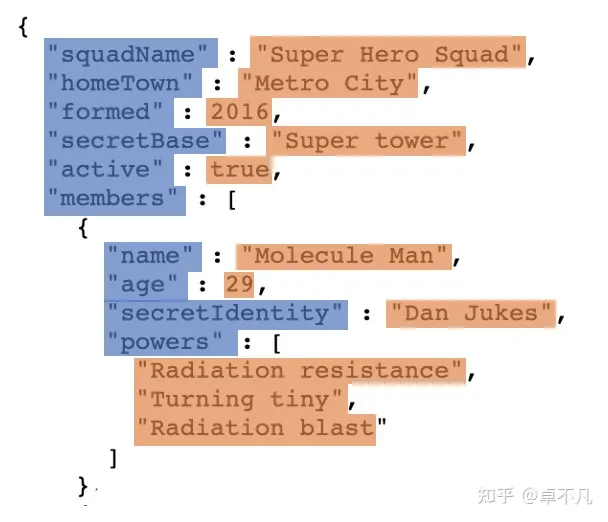 {
"squadName" : "Super Hero Squad",
"homeTown" : "Metro City",
"formed" : 2016,
"secretBase" : "Super tower",
"active" : true,
"members" : [
{
"name" : "Molecule Man",
"age" : 29,
"secretIdentity" : "Dan Jukes",
"powers" : [
"Radiation resistance",
"Turning tiny",
"Radiation blast"
]
}
知乎 @卓不凡